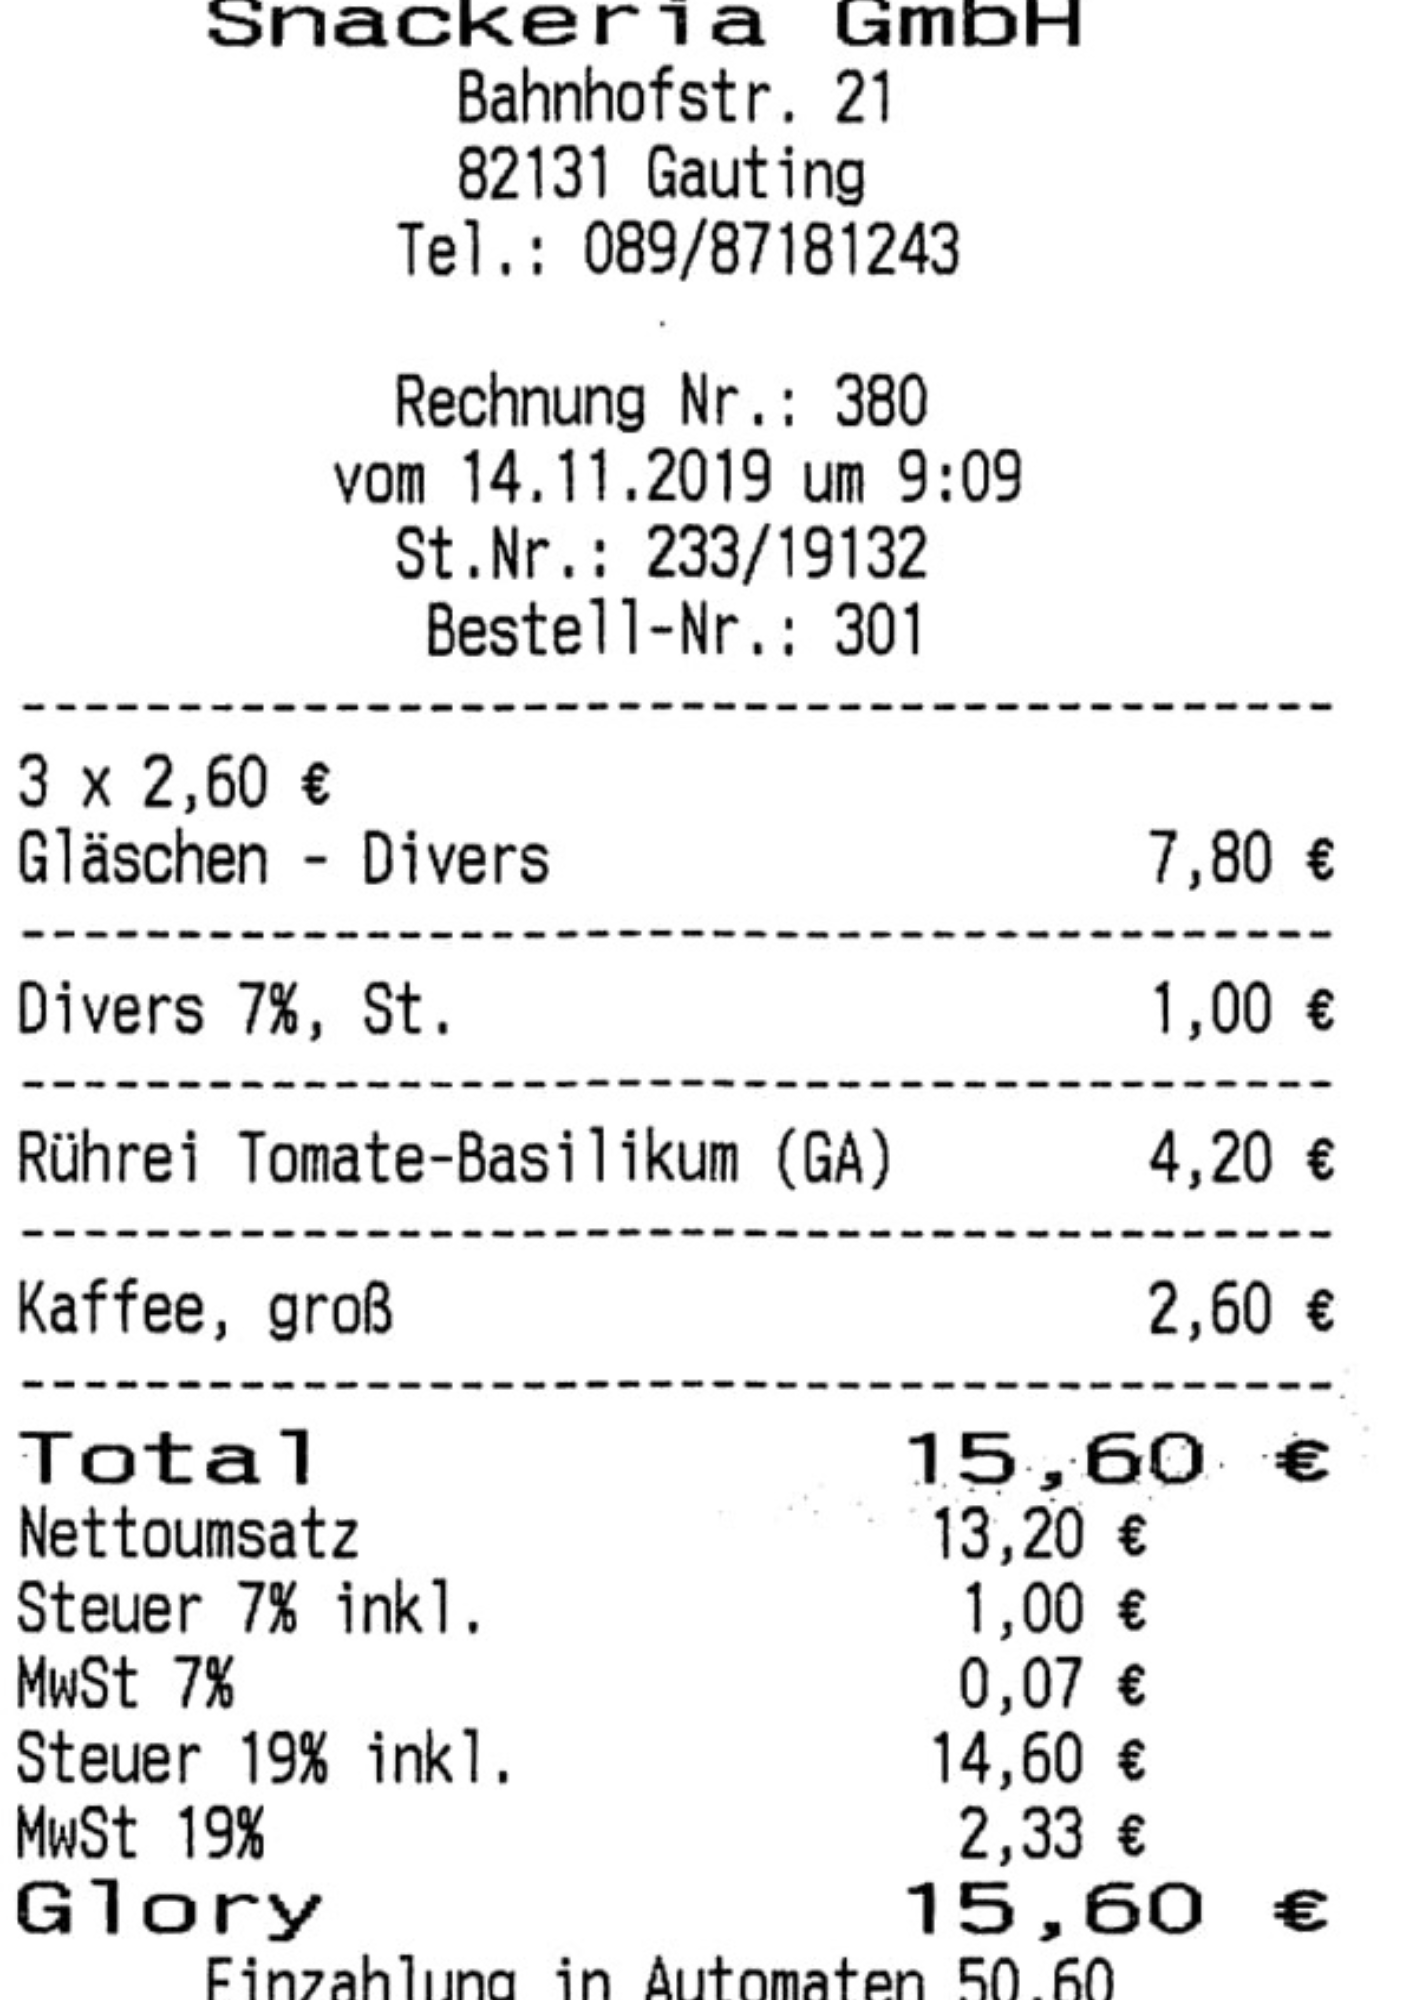 Snackeria GmbH
Bahnhofstr. 21
82131 Gauting
Tel.: 089/87181243
Rechnung Nr.: 380
vom 14.11.2019 um 9:09
St.Nr.: 233/19132
Bestell-Nr.: 301
------------------------------------------
3 x 2,60 €
Gläschen - Divers 7,80 €
------------------------------------------
Divers 7%, St. 1,00 €
------------------------------------------
Rührei Tomate-Basilikum (GA) 4,20 €
------------------------------------------
Kaffee, groß 2,60 €
------------------------------------------
Total 15,60 €
Nettoumsatz 13,20 €
Steuer 7% inkl. 1,00 €
MwSt 7% 0,07 €
Steuer 19% inkl. 14,60 €
MwSt 19% 2,33 €
Glory 15,60 €
Einzahlung in Automaten 50,60